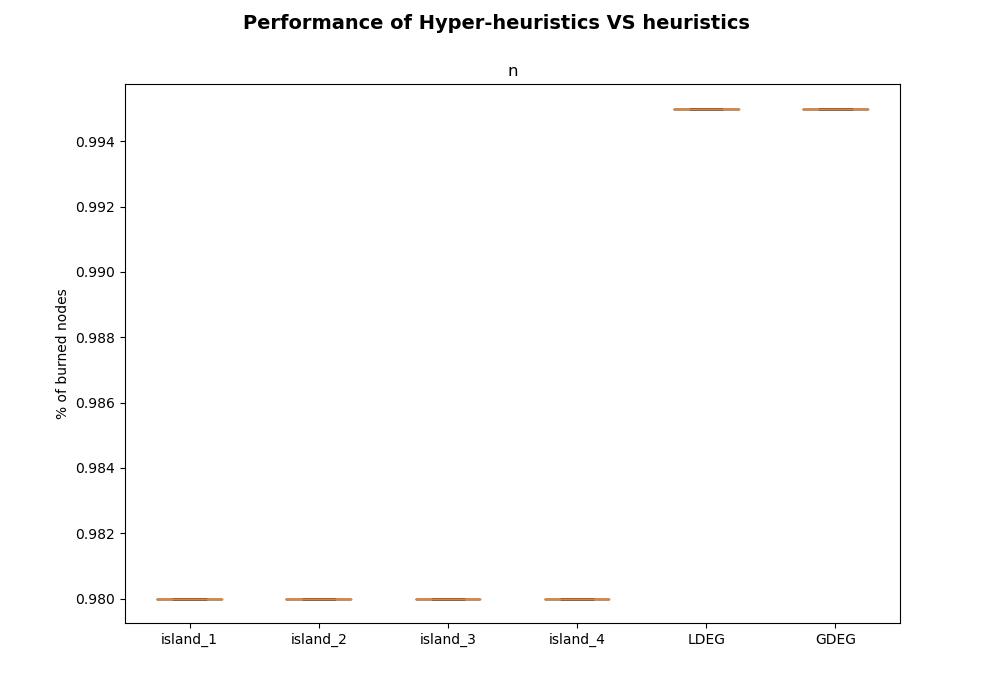 Performance of Hyper-heuristics VS heuristics
n
% of burned nodes
0.994
0.992
0.990
0.988
0.986
0.984
0.982
0.980
island_1 island_2 island_3 island_4 LDEG GDEG